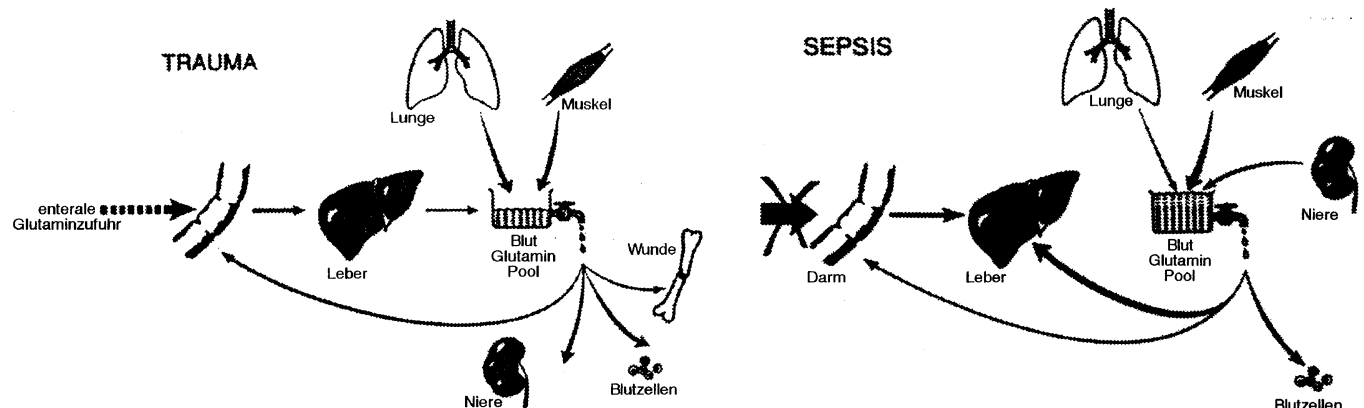 TRAUMA
Lunge
Muskel
enterale
Glutaminzufuhr
Leber
Blut
Glutamin
Pool
Wunde
Niere
Blutzellen
SEPSIS
Lunge
Muskel
Niere
Darm
Leber
Blut
Glutamin
Pool
Blutzellen